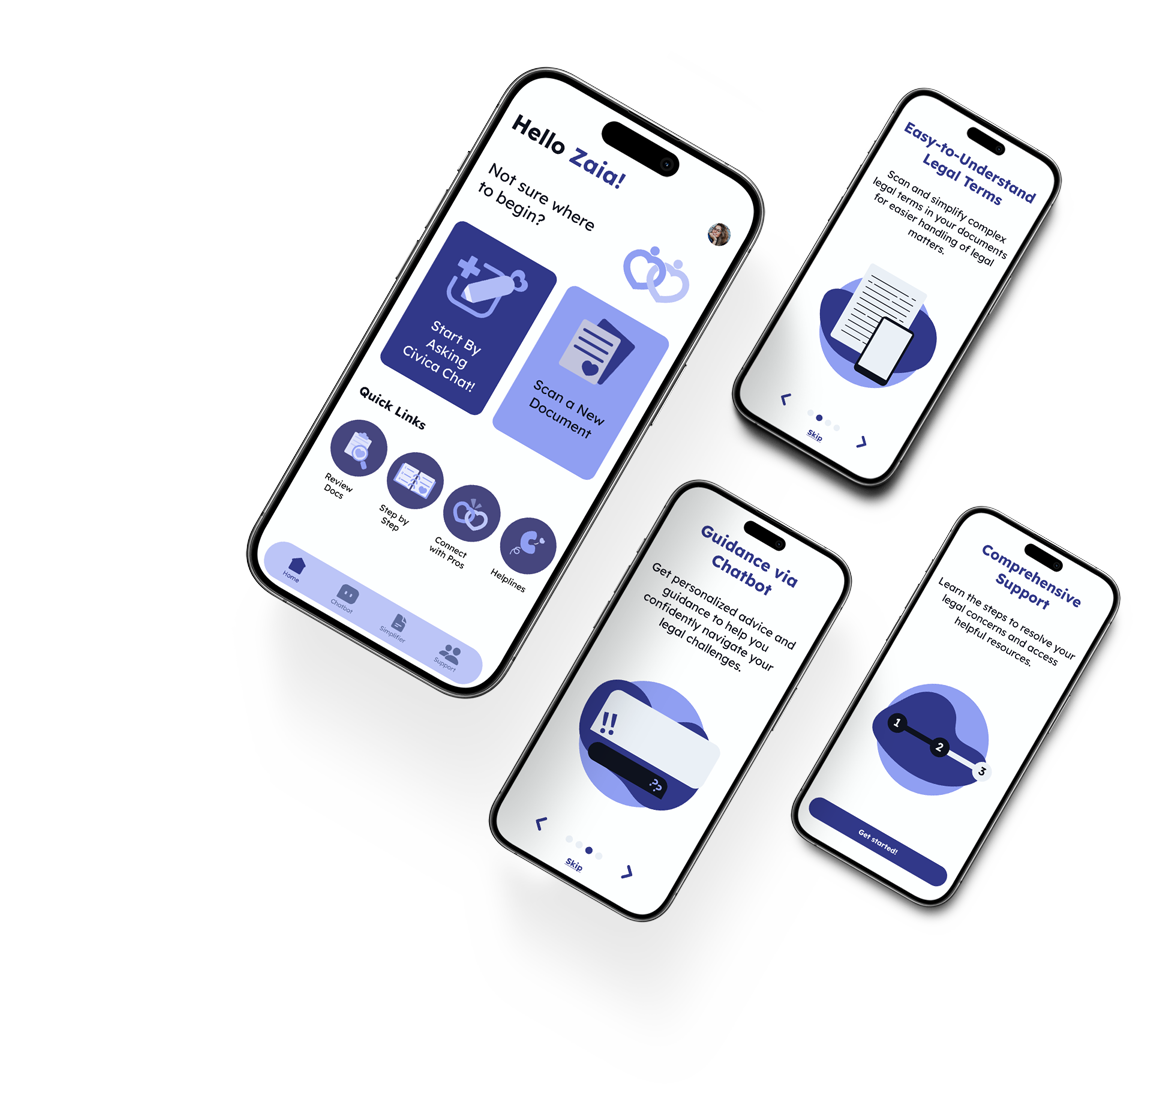 Hello Zaia!
Not sure where
to begin?
Start By
Asking
Civica Chat!
Scan a New
Document
Quick Links
Review
Docs
Step by
Step
Connect
with Pros
Helplines
Home
Chatbot
Simplifier
Support
Easy-to-Understand
Legal Terms
Scan and simplify complex
legal terms in your documents
for easier handling of legal
matters.
Skip
Guidance via
Chatbot
Get personalized advice and
guidance to help you
confidently navigate your
legal challenges.
!!
??
Skip
Comprehensive
Support
Learn the steps to resolve your
legal concerns and access
helpful resources.
1
2
3
Get started!